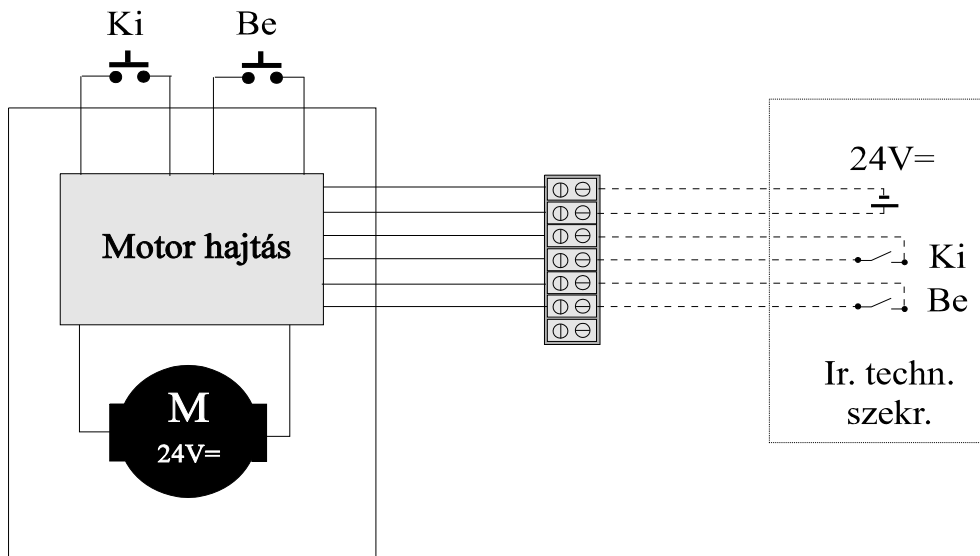 Ki
Be
24V=
Motor hajtás
Ki
Be
M
24V=
Ir. techn.
szekr.